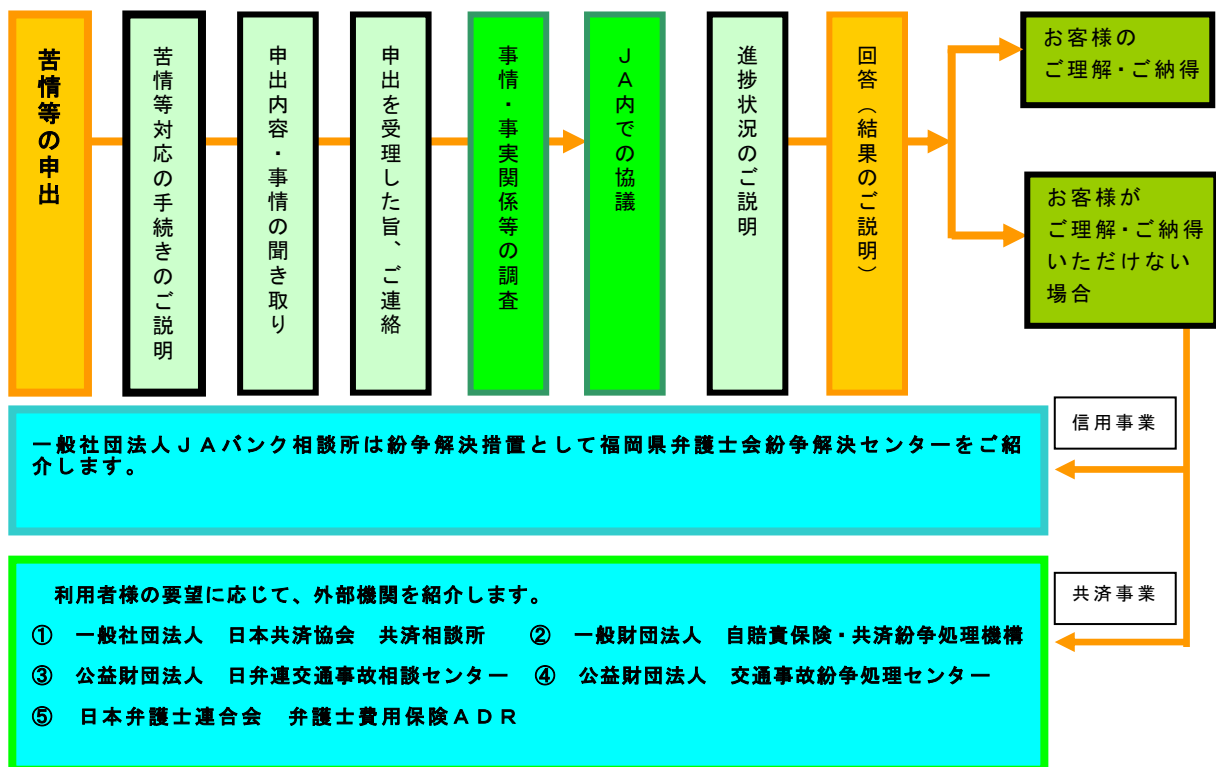 苦情等の申出
苦情等対応の手続きのご説明
申出内容・事情の聞き取り
申出を受理した旨、ご連絡
事情・事実関係等の調査
JA内での協議
進捗状況のご説明
回答（結果のご説明）
お客様の
ご理解・ご納得
お客様が
ご理解・ご納得
いただけない
場合
信用事業
一般社団法人ＪＡバンク相談所は紛争解決措置として福岡県弁護士会紛争解決センターをご紹
介します。
共済事業
利用者様の要望に応じて、外部機関を紹介します。
①　一般社団法人　日本共済協会　共済相談所　　②　一般財団法人　自賠責保険・共済紛争処理機構
③　公益財団法人　日弁連交通事故相談センター　④　公益財団法人　交通事故紛争処理センター
⑤　日本弁護士連合会　弁護士費用保険ＡＤＲ